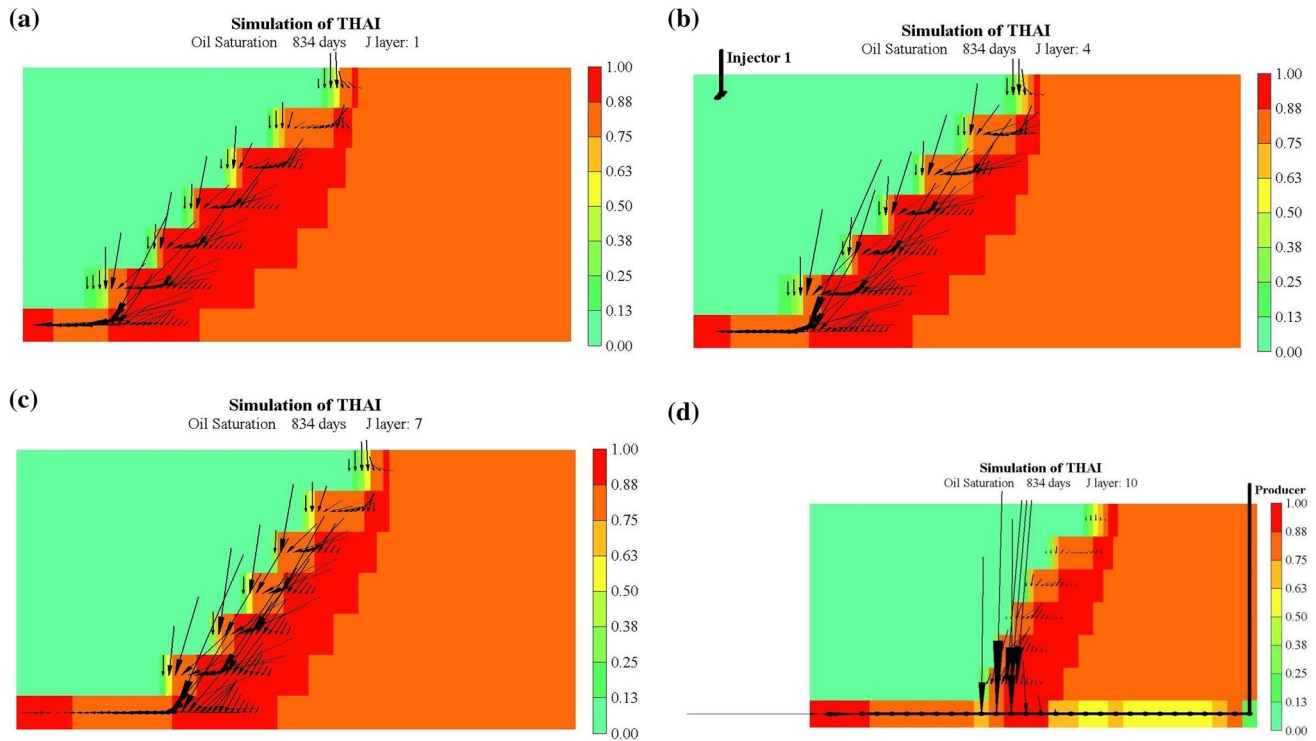 (a)
Simulation of THAI
Oil Saturation 834 days J layer: 1
1.00
0.88
0.75
0.63
0.50
0.38
0.25
0.13
0.00
(b)
Simulation of THAI
Oil Saturation 834 days J layer: 4
Injector 1
1.00
0.88
0.75
0.63
0.50
0.38
0.25
0.13
0.00
(c)
Simulation of THAI
Oil Saturation 834 days J layer: 7
1.00
0.88
0.75
0.63
0.50
0.38
0.25
0.13
0.00
(d)
Simulation of THAI
Oil Saturation 834 days J layer: 10
Producer
1.00
0.88
0.75
0.63
0.50
0.38
0.25
0.13
0.00